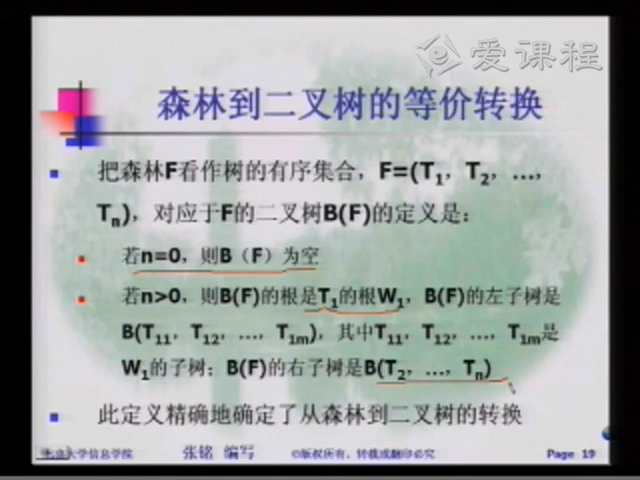 爱课程
森林到二叉树的等价转换
把森林F看作树的有序集合，F=(T1，T2，…，
Tn)，对应于F的二叉树B(F)的定义是：
若n=0，则B（F）为空
若n>0，则B(F)的根是T1的根W1，B(F)的左子树是
B(T11，T12，…，T1m)，其中T11，T12，…，T1m是
W1的子树；B(F)的右子树是B(T2，…，Tn)
此定义精确地确定了从森林到二叉树的转换
大学信息学院 张铭 编写 ©版权所有，转载或翻印必究 Page 19